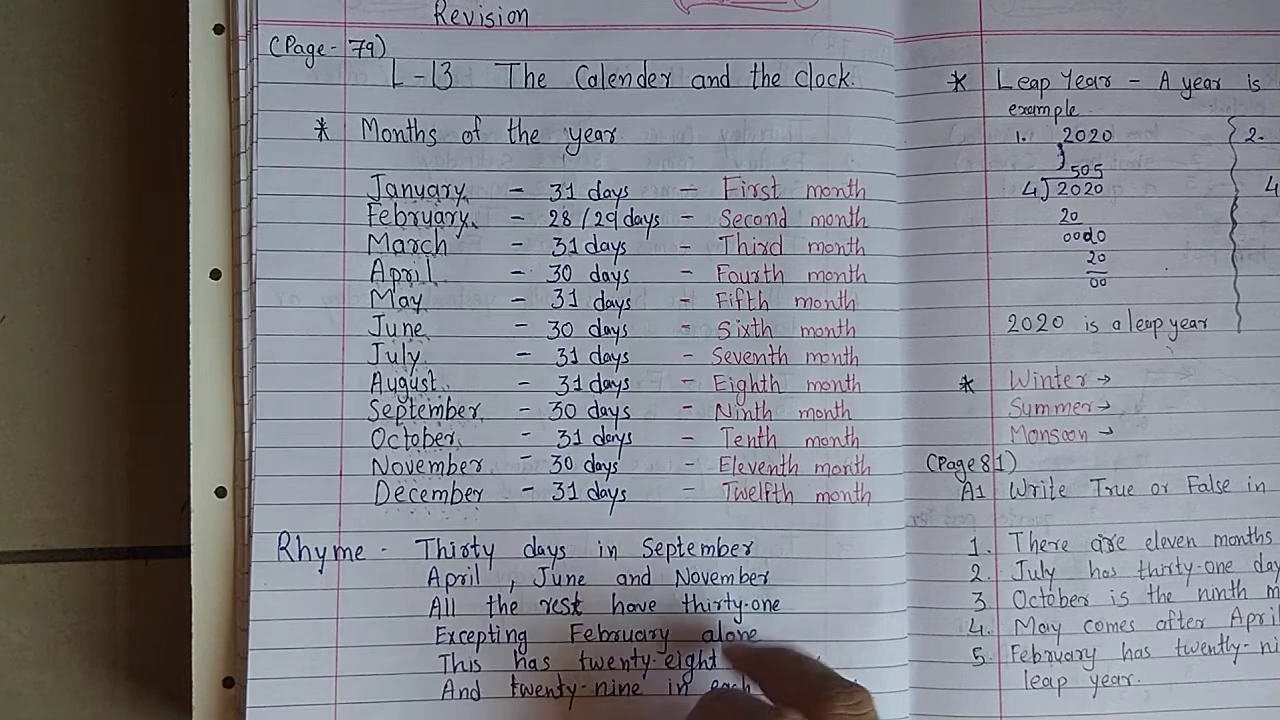 Revision
(Page- 79)
L-13 The Calender and the clock.
* Months of the year
January - 31 days - First month
February - 28/29 days - Second month
March - 31 days - Third month
April - 30 days - Fourth month
May - 31 days - Fifth month
June - 30 days - Sixth month
July - 31 days - Seventh month
August - 31 days - Eighth month
September - 30 days - Ninth month
October - 31 days - Tenth month
November - 30 days - Eleventh month
December - 31 days - Twelfth month
Rhyme - Thirty days in September
April, June and November
All the rest have thirty-one
Excepting February alone
This has twenty-eight
And twenty-nine in each
* Leap Year - A year is
example
1. 2020
505
4)2020
20
0020
20
00
2020 is a leap year
2.
4
* Winter →
Summer →
Monsoon →
(Page 81)
A1 Write True or False in
1. There are eleven months
2. July has thirty-one day
3 October is the ninth m
4. May comes after April
5. February has twently-ni
leap year.